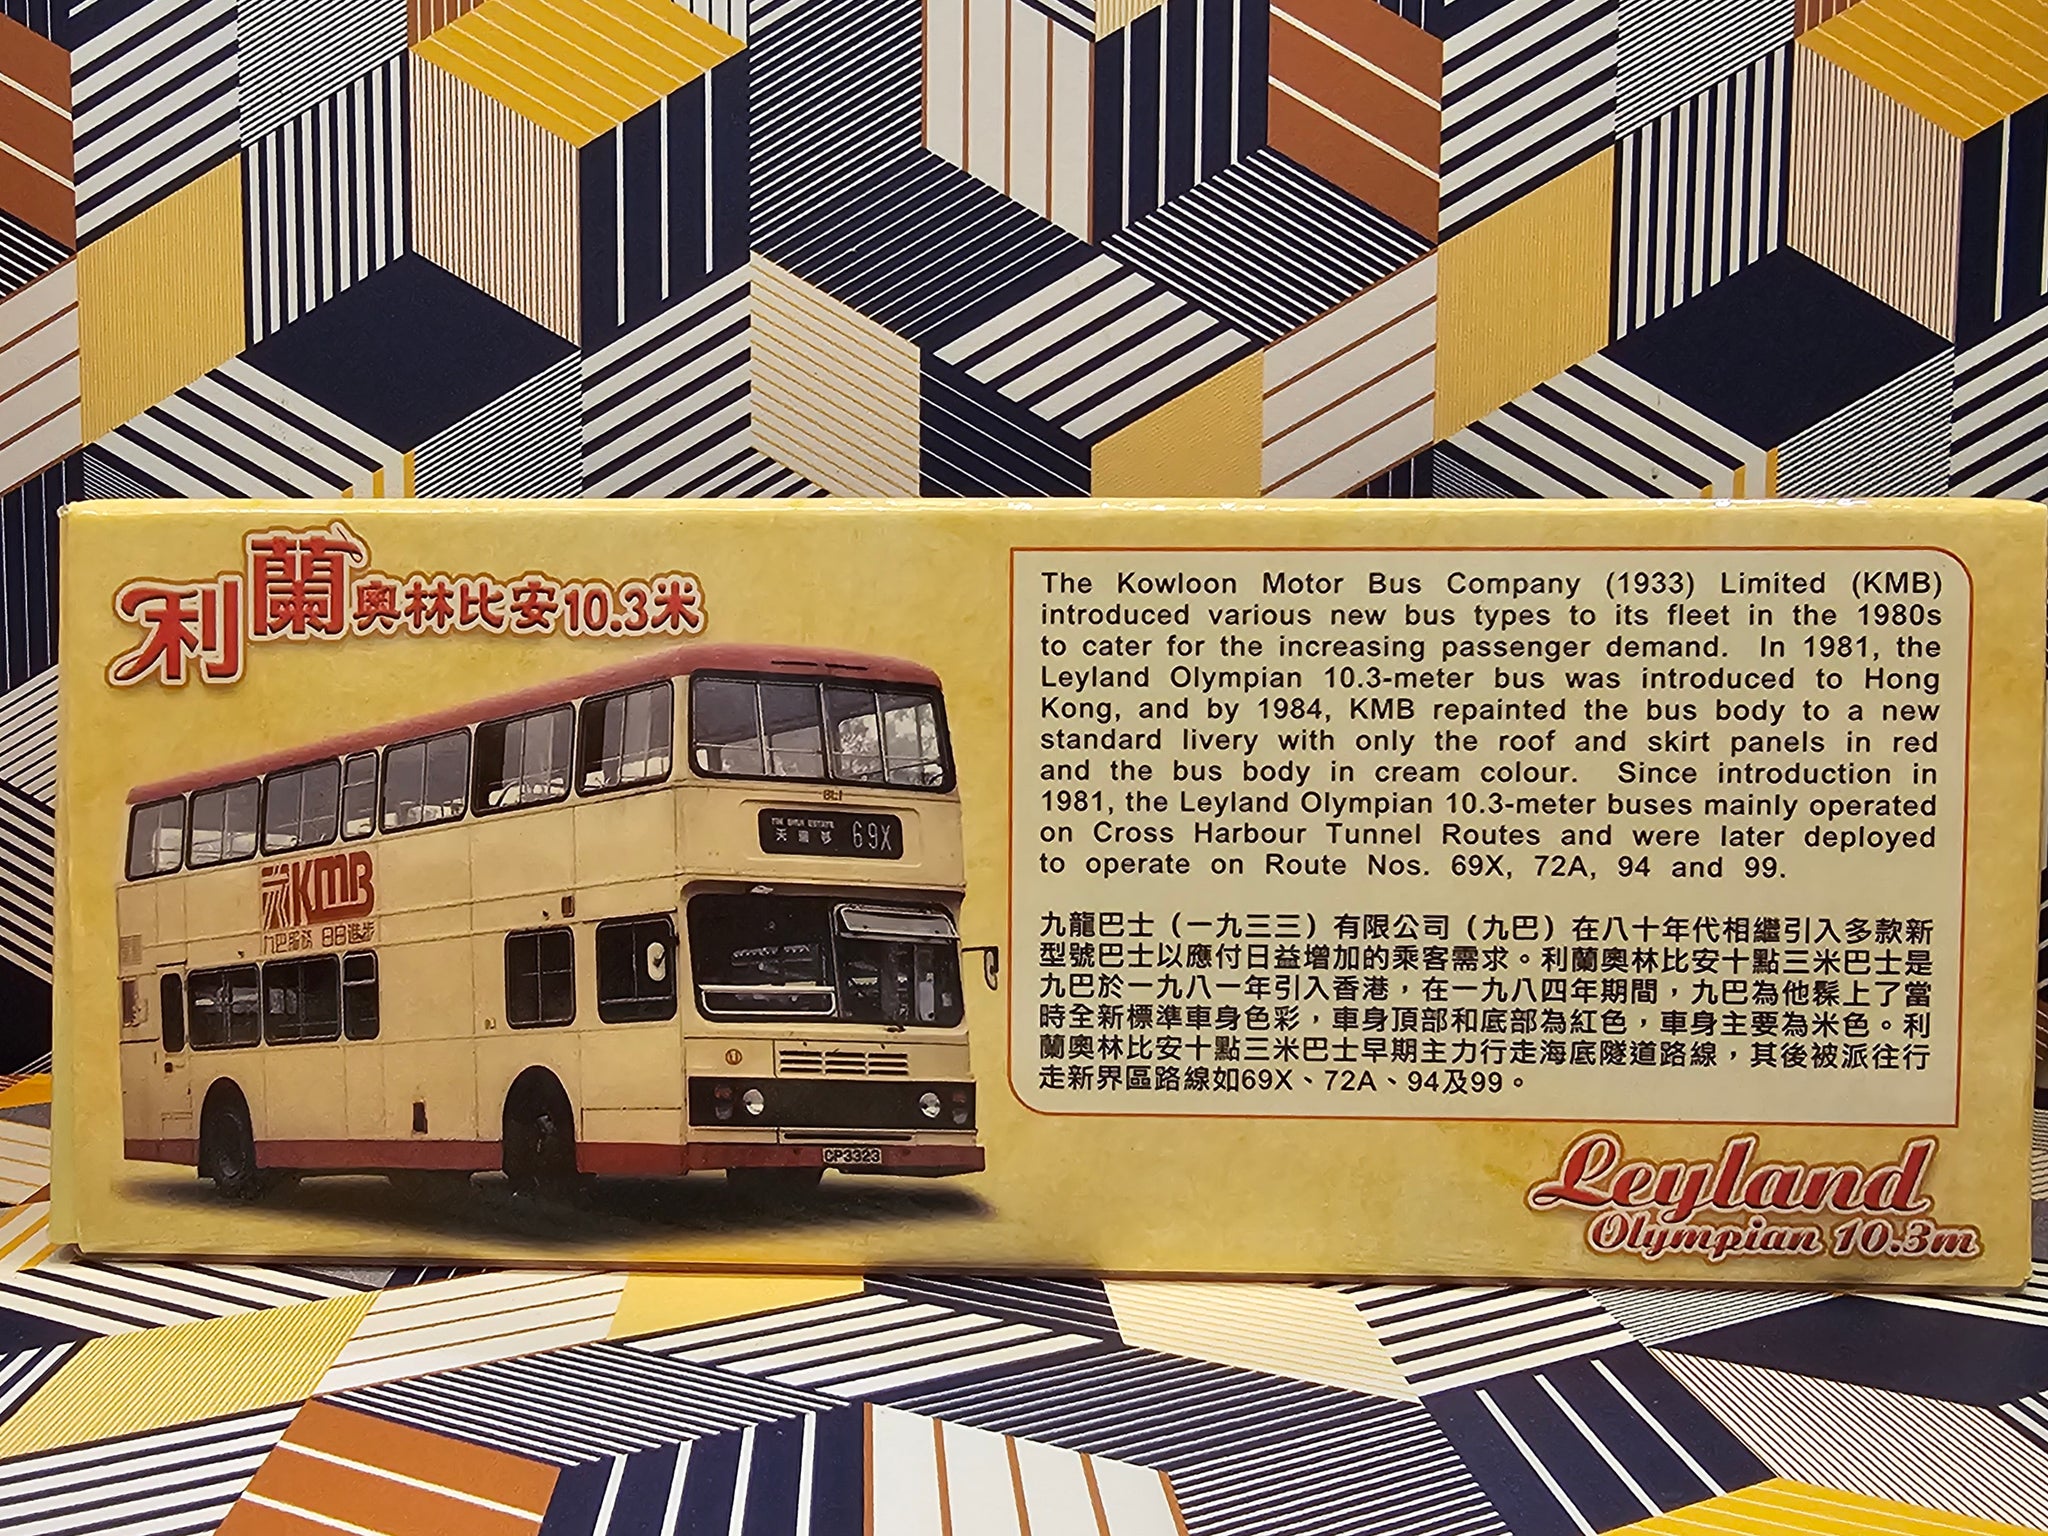 利蘭奧林比安10.3米
BL1
TIN SHUI ESTATE
天瑞邨 69X
KMB
九巴服務 日日進步
BL1
CP3323
The Kowloon Motor Bus Company (1933) Limited (KMB)
introduced various new bus types to its fleet in the 1980s
to cater for the increasing passenger demand. In 1981, the
Leyland Olympian 10.3-meter bus was introduced to Hong
Kong, and by 1984, KMB repainted the bus body to a new
standard livery with only the roof and skirt panels in red
and the bus body in cream colour. Since introduction in
1981, the Leyland Olympian 10.3-meter buses mainly operated
on Cross Harbour Tunnel Routes and were later deployed
to operate on Route Nos. 69X, 72A, 94 and 99.
九龍巴士（一九三三）有限公司（九巴）在八十年代相繼引入多款新
型號巴士以應付日益增加的乘客需求。利蘭奧林比安十點三米巴士是
九巴於一九八一年引入香港，在一九八四年期間，九巴為他髹上了當
時全新標準車身色彩，車身頂部和底部為紅色，車身主要為米色。利
蘭奧林比安十點三米巴士早期主力行走海底隧道路線，其後被派往行
走新界區路線如69X、72A、94及99。
Leyland
Olympian 10.3m